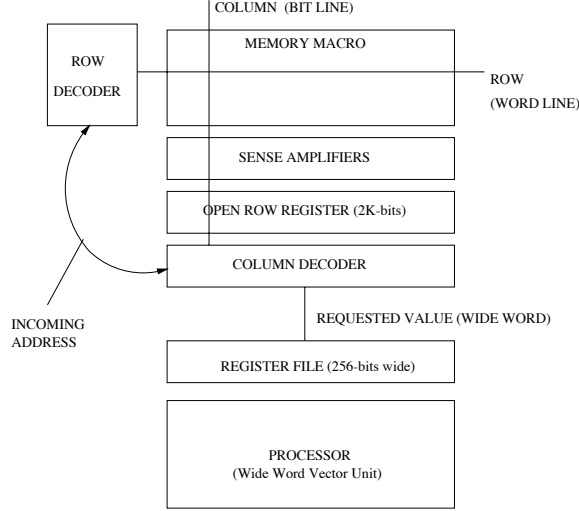 COLUMN (BIT LINE)
MEMORY MACRO
ROW
DECODER
ROW
(WORD LINE)
SENSE AMPLIFIERS
OPEN ROW REGISTER (2K-bits)
COLUMN DECODER
INCOMING
ADDRESS
REQUESTED VALUE (WIDE WORD)
REGISTER FILE (256-bits wide)
PROCESSOR
(Wide Word Vector Unit)